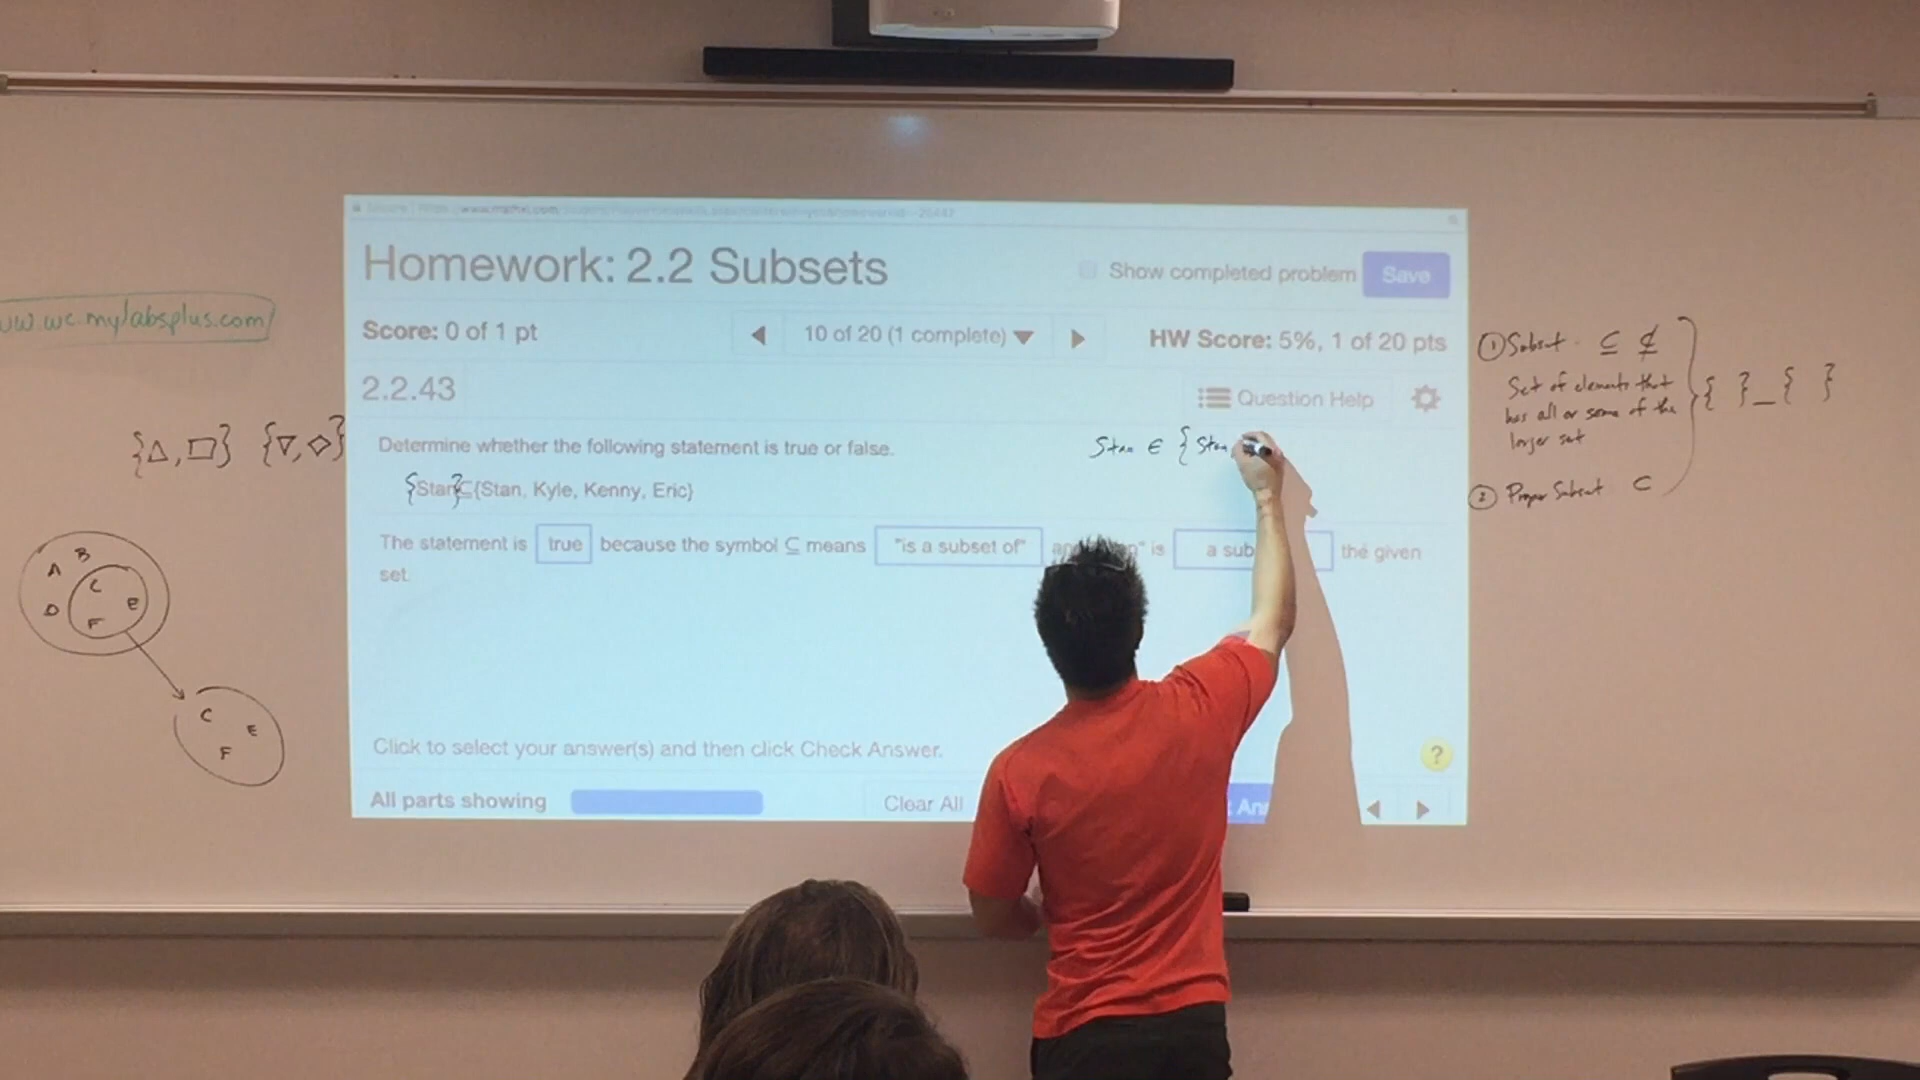 Homework: 2.2 Subsets
Show completed problem
Save
Score: 0 of 1 pt
10 of 20 (1 complete)
HW Score: 5%, 1 of 20 pts
2.2.43
Question Help
Determine whether the following statement is true or false.
{Stan}⊆{Stan, Kyle, Kenny, Eric}
The statement is true because the symbol ⊆ means "is a subset of" is a sub the given
set.
Click to select your answer(s) and then click Check Answer.
?
All parts showing
Clear All
www.wc.mylabsplus.com/
{△,□} {▽,◇}
A B
C
D E
F
C E
F
Stan ∈ {Stan,
① Subset ⊆ ⊈
Set of elements that
has all or some of the
larger set
{ }_{ }
② Proper Subset ⊂